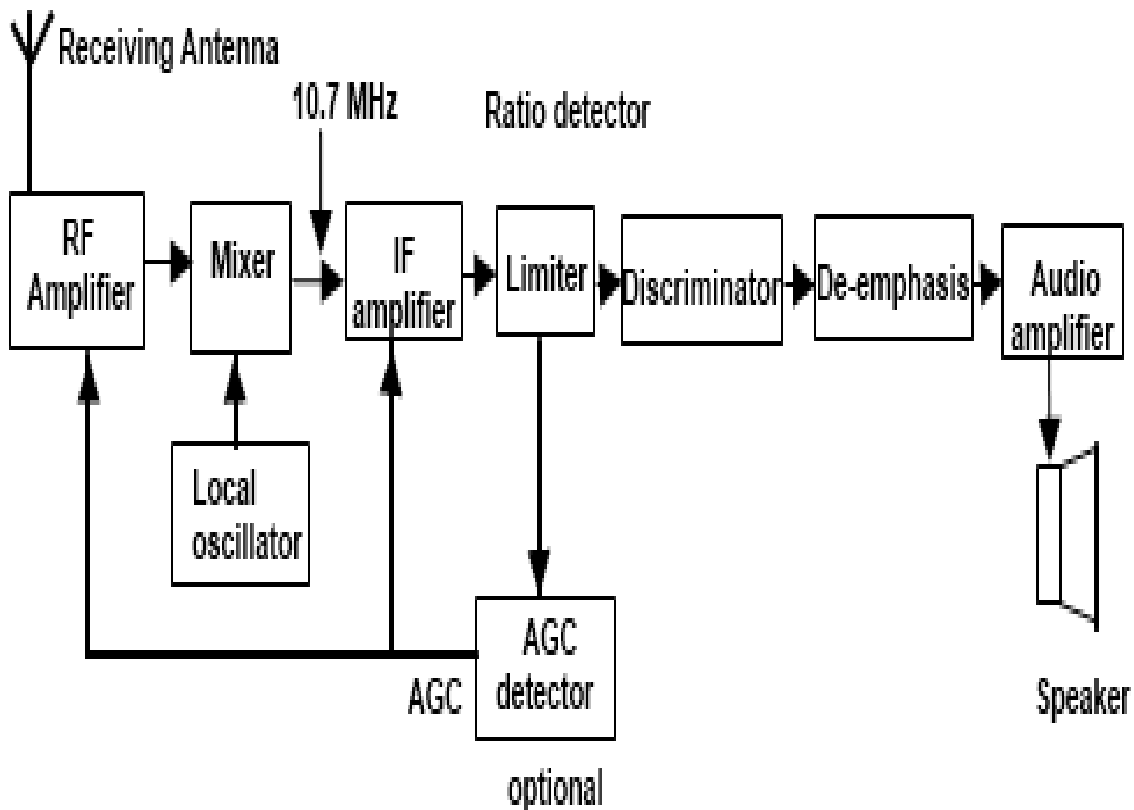 Receiving Antenna
10.7 MHz
Ratio detector
RF
Amplifier
Mixer
IF
amplifier
Limiter
Discriminator
De-emphasis
Audio
amplifier
Local
oscillator
AGC
AGC
detector
Speaker
optional